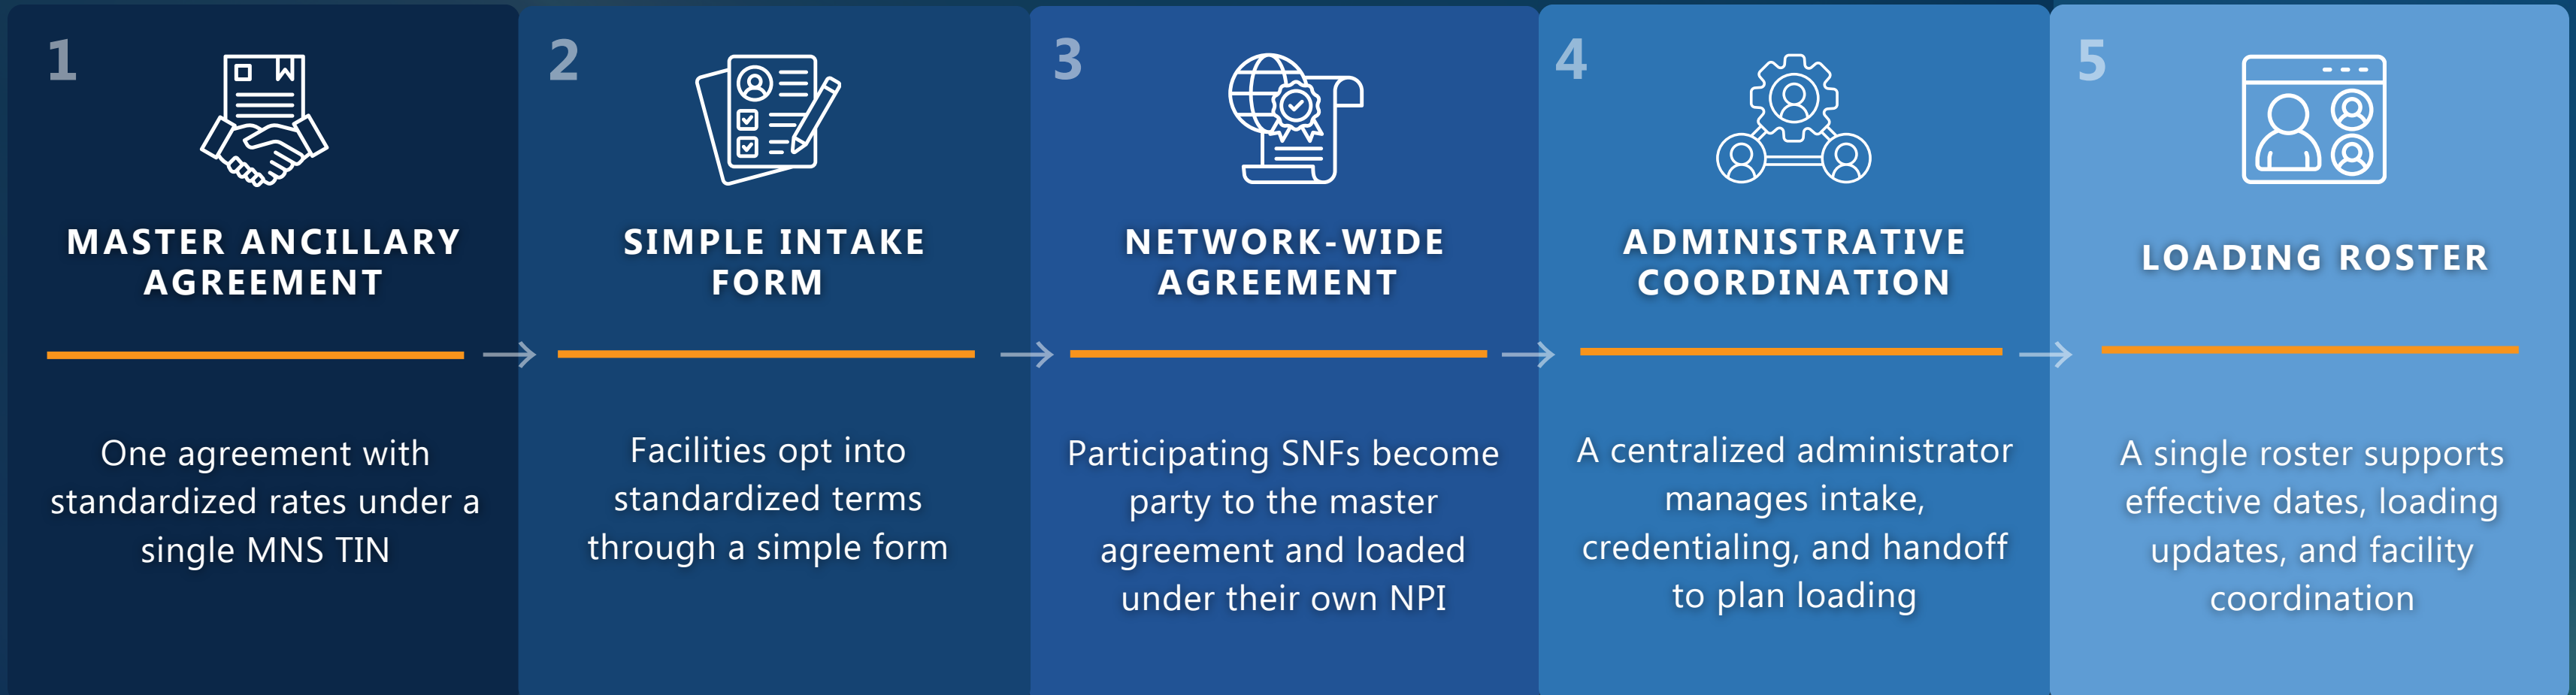 1
MASTER ANCILLARY
AGREEMENT
One agreement with
standardized rates under a
single MNS TIN
2
SIMPLE INTAKE
FORM
Facilities opt into
standardized terms
through a simple form
3
NETWORK-WIDE
AGREEMENT
Participating SNFs become
party to the master
agreement and loaded
under their own NPI
4
ADMINISTRATIVE
COORDINATION
A centralized administrator
manages intake,
credentialing, and handoff
to plan loading
5
LOADING ROSTER
A single roster supports
effective dates, loading
updates, and facility
coordination